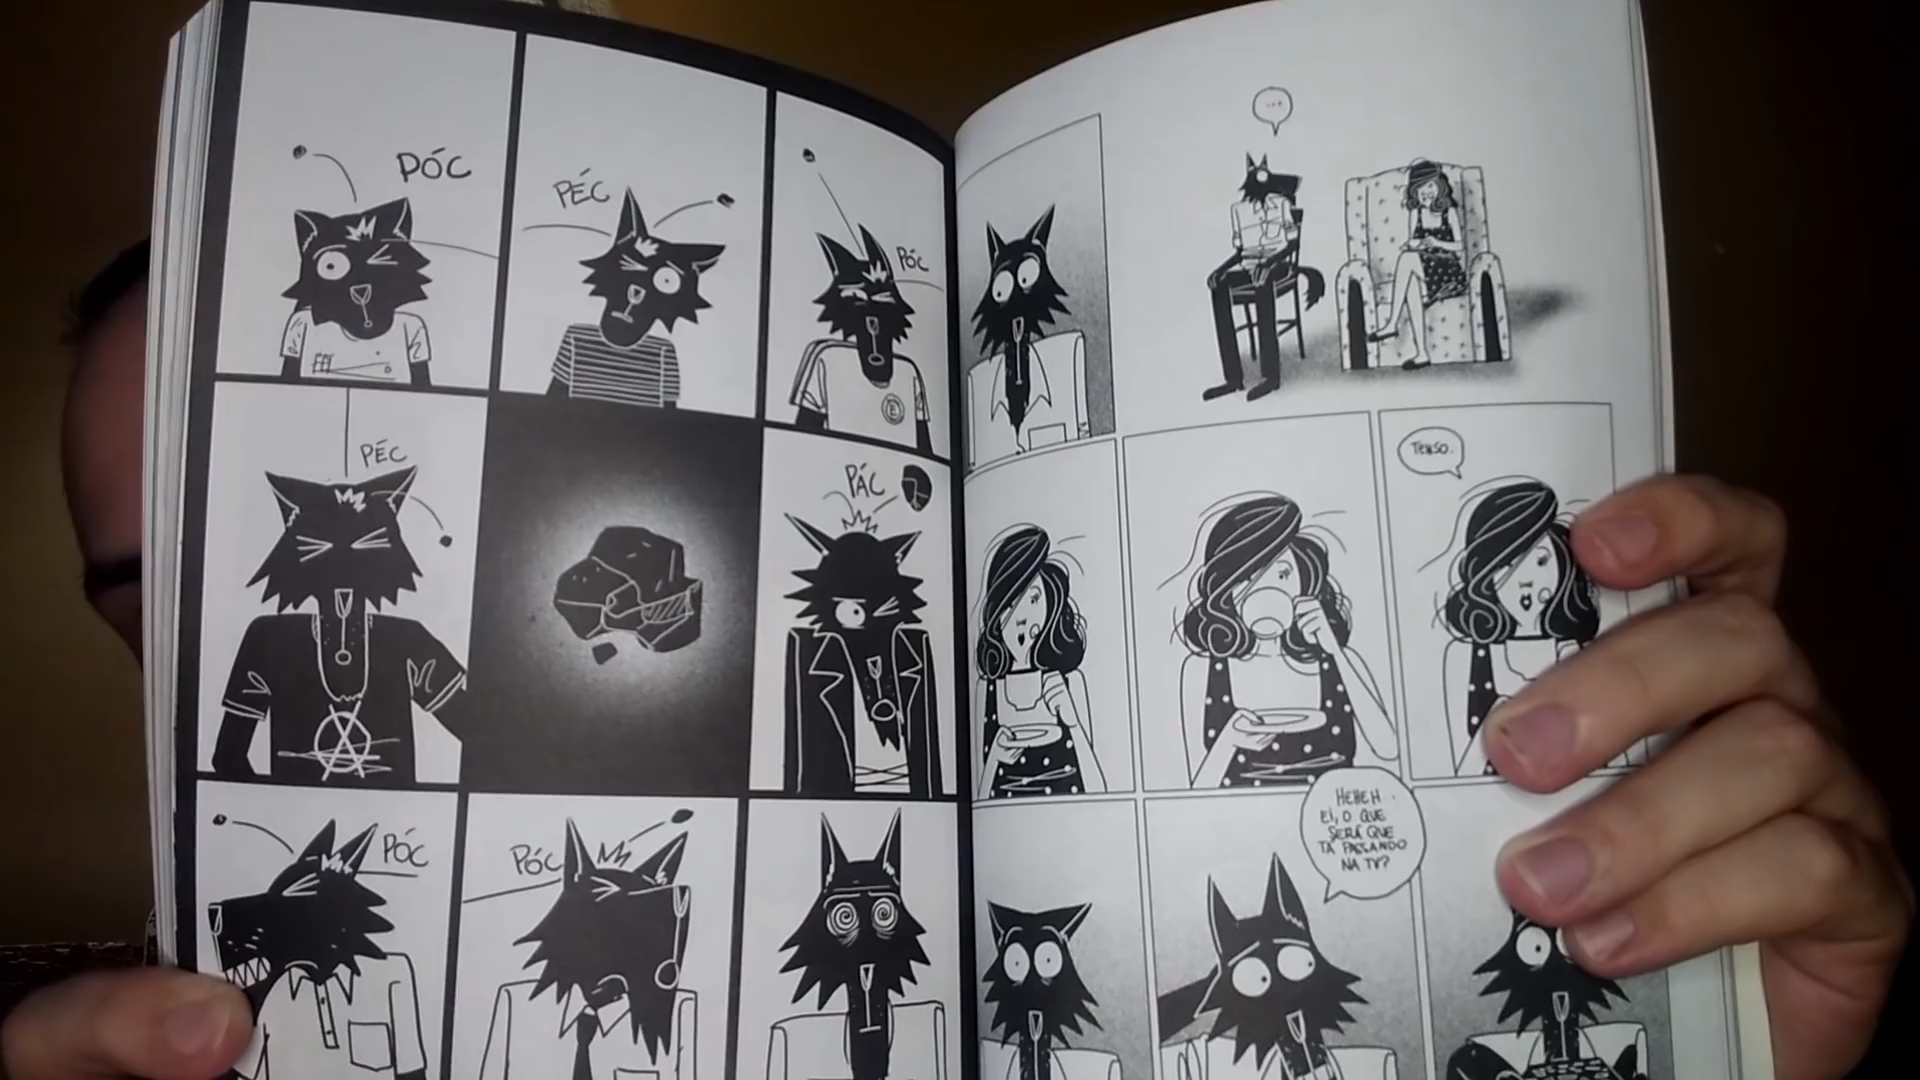 PÓC
PÉC
PÓC
PÉC
PÁC
PÓC
PÓC
...
TENSO.
HEHEH.
EI, O QUE
SERÁ QUE
TÁ PASSANDO
NA TV?